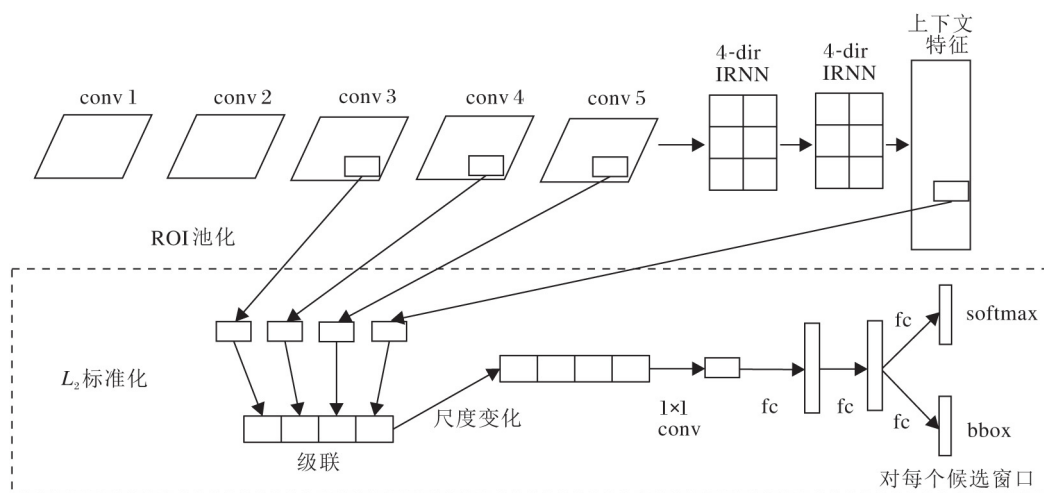 上下文
特征
4-dir
IRNN
4-dir
IRNN
conv 1
conv 2
conv 3
conv 4
conv 5
ROI池化
L₂标准化
softmax
fc
尺度变化
1×1
conv
fc
fc
fc
bbox
级联
对每个候选窗口